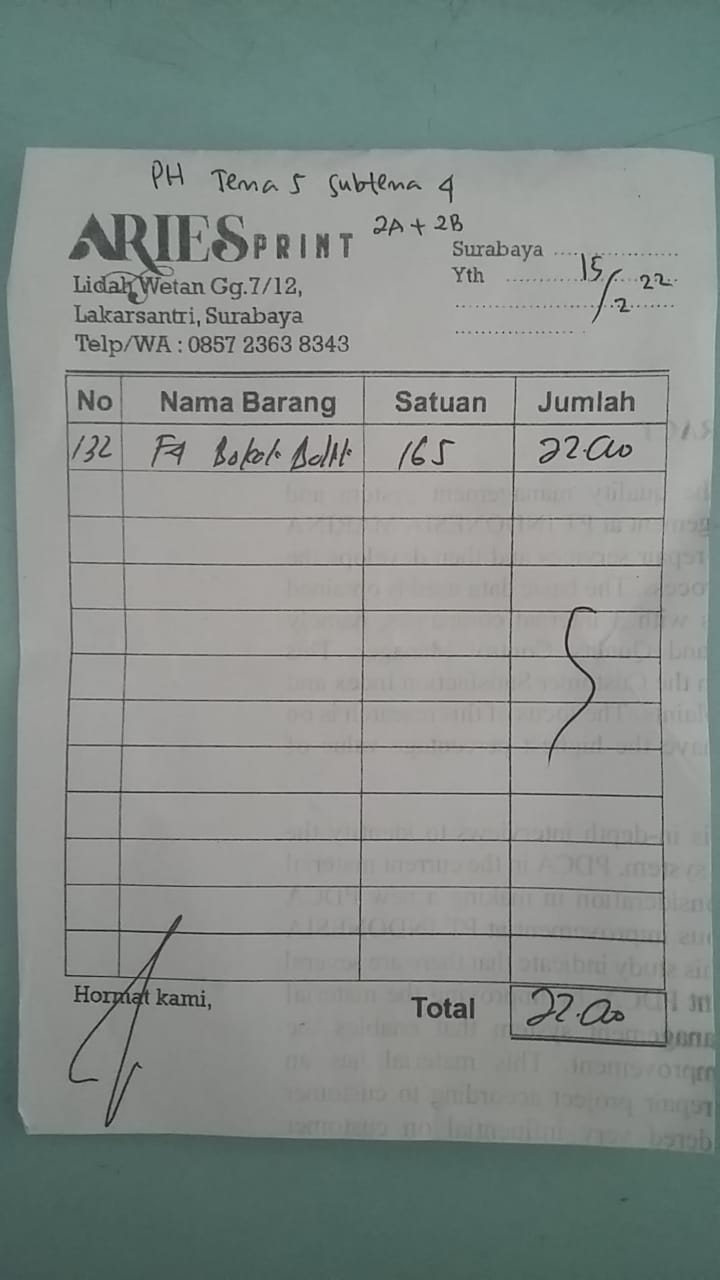 PH Tema 5 Subtema 4
2A + 2B
ARIES PRINT
Lidah Wetan Gg.7/12,
Lakarsantri, Surabaya
Telp/WA : 0857 2363 8343
Surabaya
Yth
15/2 22
No Nama Barang Satuan Jumlah
132 F4 165 22.000
Hormat kami,
Total 22.000